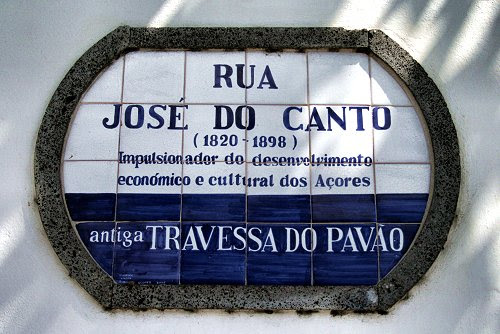 RUA
JOSÉ DO CANTO
(1820-1898)
Impulsionador do desenvolvimento
económico e cultural dos Açores
antiga TRAVESSA DO PAVÃO